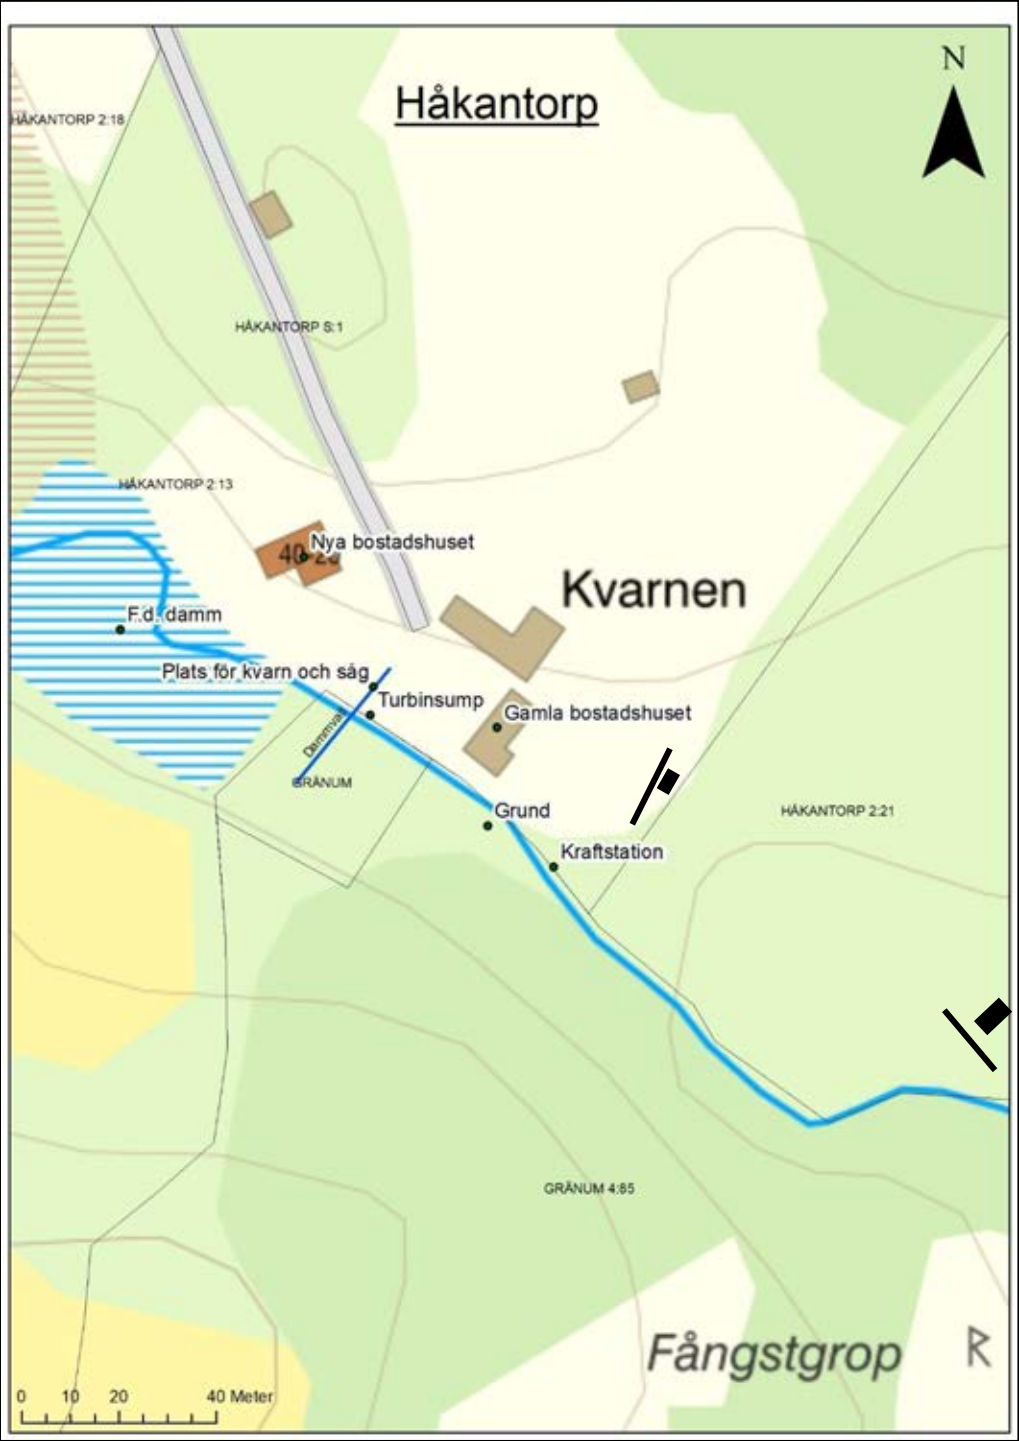 Håkantorp
N
HÅKANTORP 2:18
HÅKANTORP S:1
HÅKANTORP 2:13
Nya bostadshuset
Kvarnen
F.d. damm
Plats för kvarn och såg
Turbinsump
Gamla bostadshuset
GRÄNUM
Grund
HÅKANTORP 2:21
Kraftstation
GRÄNUM 4:85
Fångstgrop R
0 10 20 40 Meter